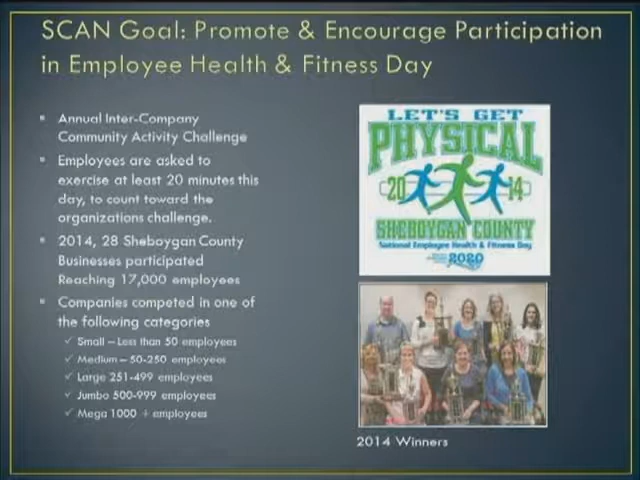 SCAN Goal: Promote & Encourage Participation
in Employee Health & Fitness Day
Annual Inter-Company
Community Activity Challenge
Employees are asked to
exercise at least 20 minutes this
day, to count toward the
organizations challenge.
2014, 28 Sheboygan County
Businesses participated
Reaching 17,000 employees
Companies competed in one of
the following categories
Small – Less than 50 employees
Medium – 50-250 employees
Large 251-499 employees
Jumbo 500-999 employees
Mega 1000 + employees
LET'S GET
PHYSICAL
20 14
SHEBOYGAN COUNTY
National Employee Health & Fitness Day
2020
2014 Winners